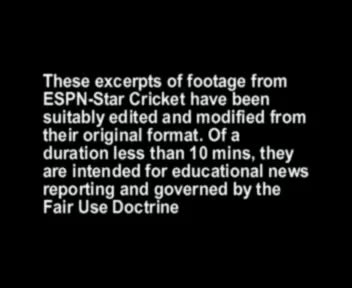 These excerpts of footage from
ESPN-Star Cricket have been
suitably edited and modified from
their original format. Of a
duration less than 10 mins, they
are intended for educational news
reporting and governed by the
Fair Use Doctrine